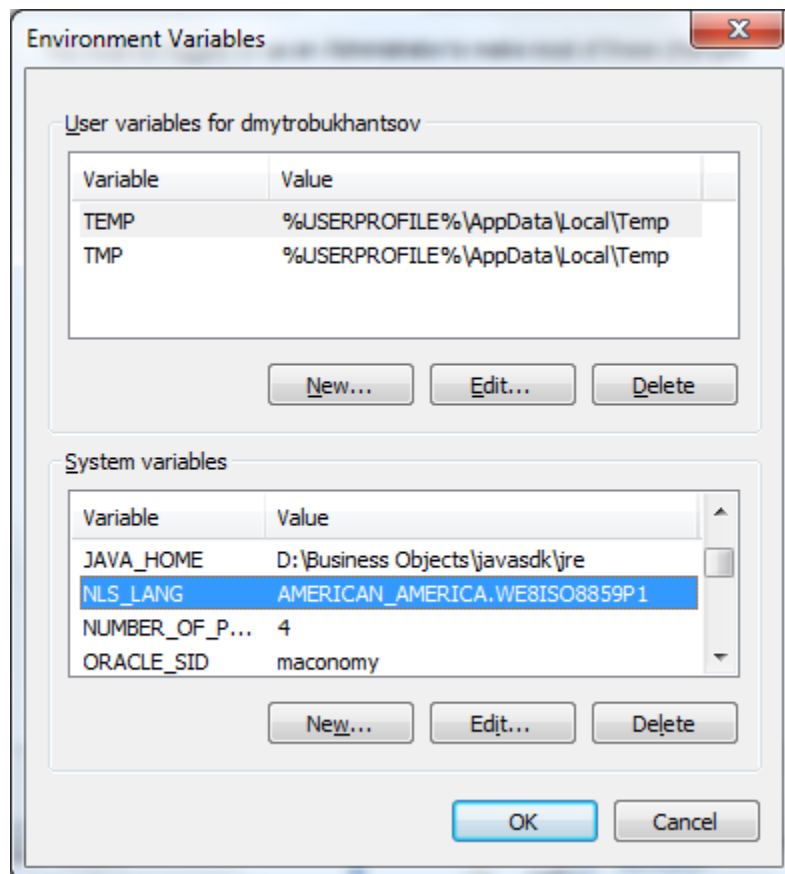 Environment Variables
User variables for dmytrobukhantsov
Variable Value
TEMP %USERPROFILE%\AppData\Local\Temp
TMP %USERPROFILE%\AppData\Local\Temp
New... Edit... Delete
System variables
Variable Value
JAVA_HOME D:\Business Objects\javasdk\jre
NLS_LANG AMERICAN_AMERICA.WE8ISO8859P1
NUMBER_OF_P... 4
ORACLE_SID maconomy
New... Edit... Delete
OK Cancel